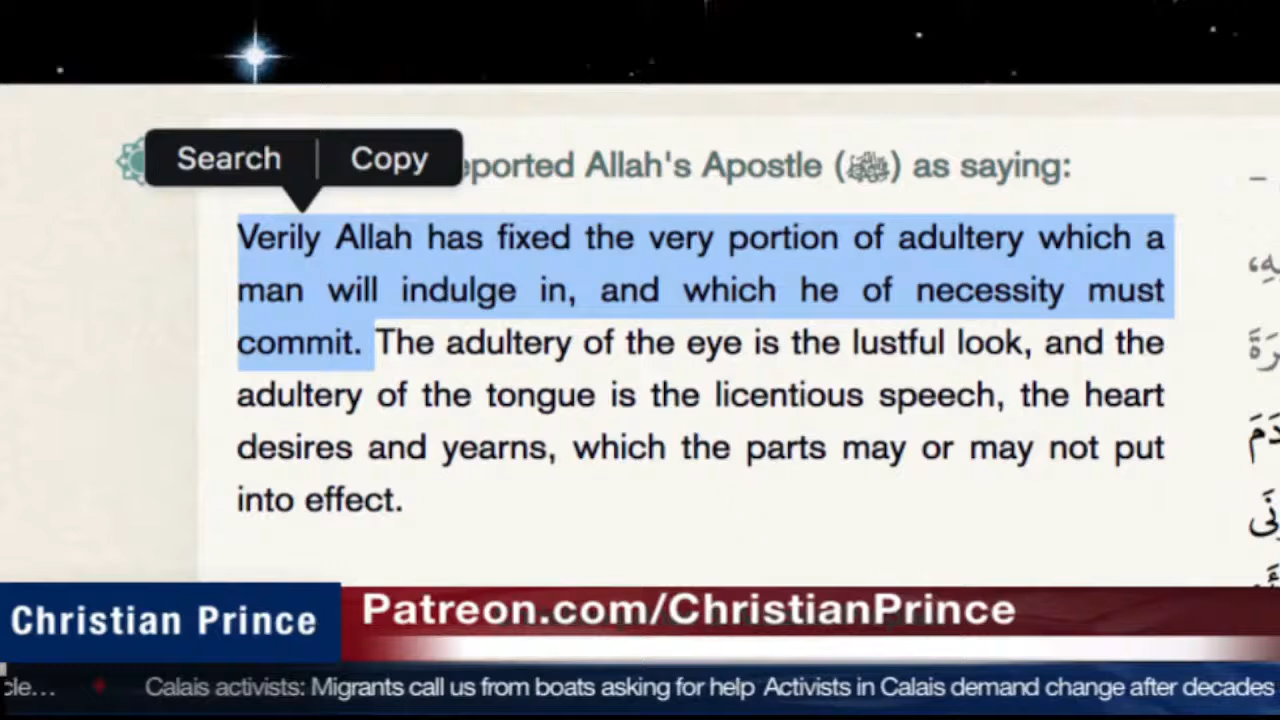 Search Copy
eported Allah's Apostle (ﷺ) as saying:
Verily Allah has fixed the very portion of adultery which a
man will indulge in, and which he of necessity must
commit. The adultery of the eye is the lustful look, and the
adultery of the tongue is the licentious speech, the heart
desires and yearns, which the parts may or may not put
into effect.
Christian Prince
Patreon.com/ChristianPrince
cle... Calais activists: Migrants call us from boats asking for help Activists in Calais demand change after decades